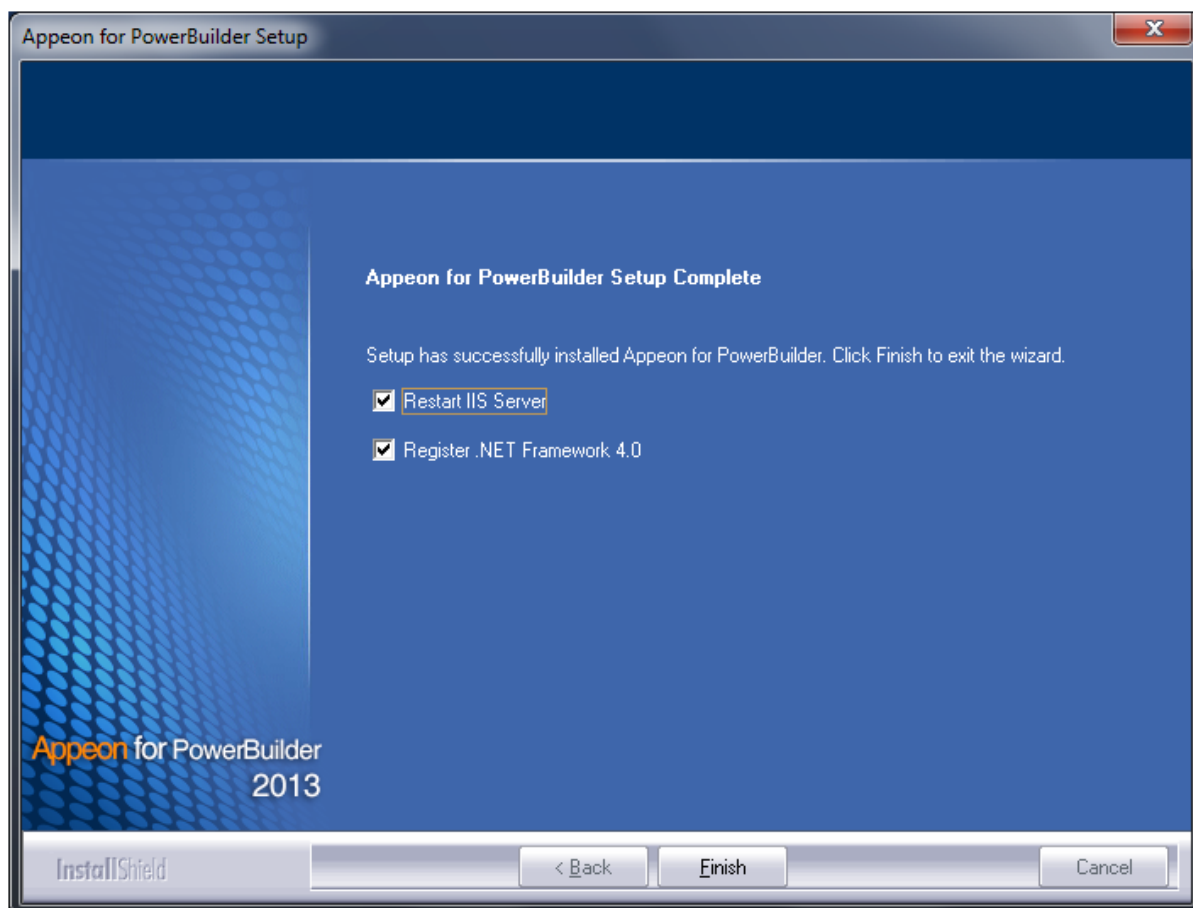 Appeon for PowerBuilder Setup
Appeon for PowerBuilder Setup Complete
Setup has successfully installed Appeon for PowerBuilder. Click Finish to exit the wizard.
Restart IIS Server
Register .NET Framework 4.0
Appeon for PowerBuilder
2013
InstallShield
< Back
Finish
Cancel